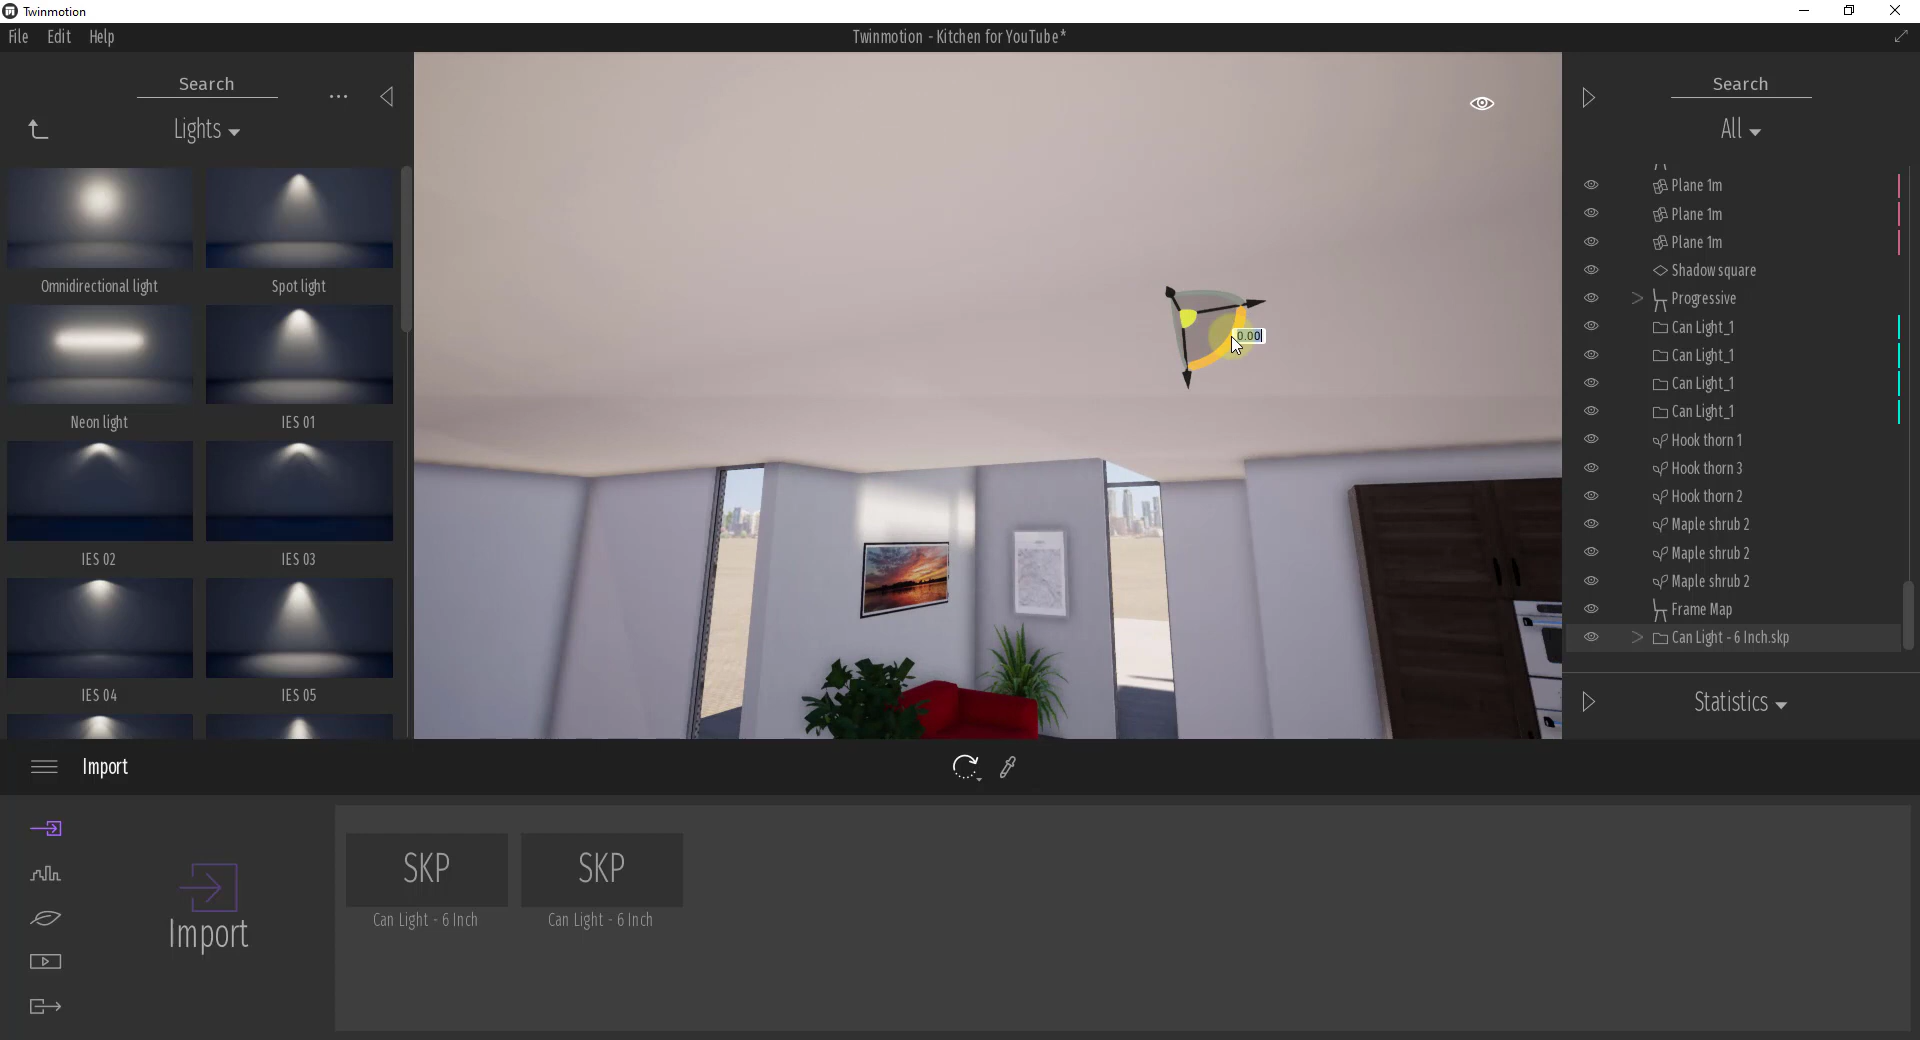 Twinmotion
File Edit Help
Twinmotion - Kitchen for YouTube*
Search
...
Lights
Omnidirectional light
Spot light
Neon light
IES 01
IES 02
IES 03
IES 04
IES 05
0.00
Search
All
Plane 1m
Plane 1m
Plane 1m
Shadow square
> Progressive
Can Light_1
Can Light_1
Can Light_1
Can Light_1
Hook thorn 1
Hook thorn 3
Hook thorn 2
Maple shrub 2
Maple shrub 2
Maple shrub 2
Frame Map
> Can Light - 6 Inch.skp
Statistics
Import
Import
SKP
Can Light - 6 Inch
SKP
Can Light - 6 Inch